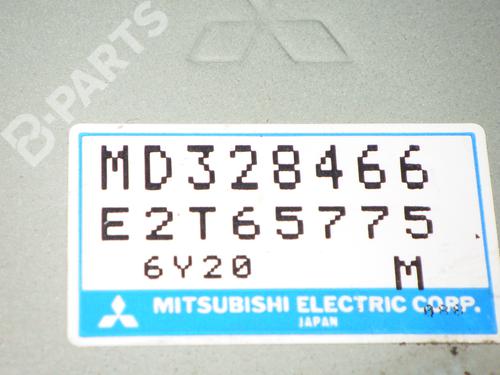 B-PARTS
MD328466
E2T65775
6Y20 M
MITSUBISHI ELECTRIC CORP.
JAPAN